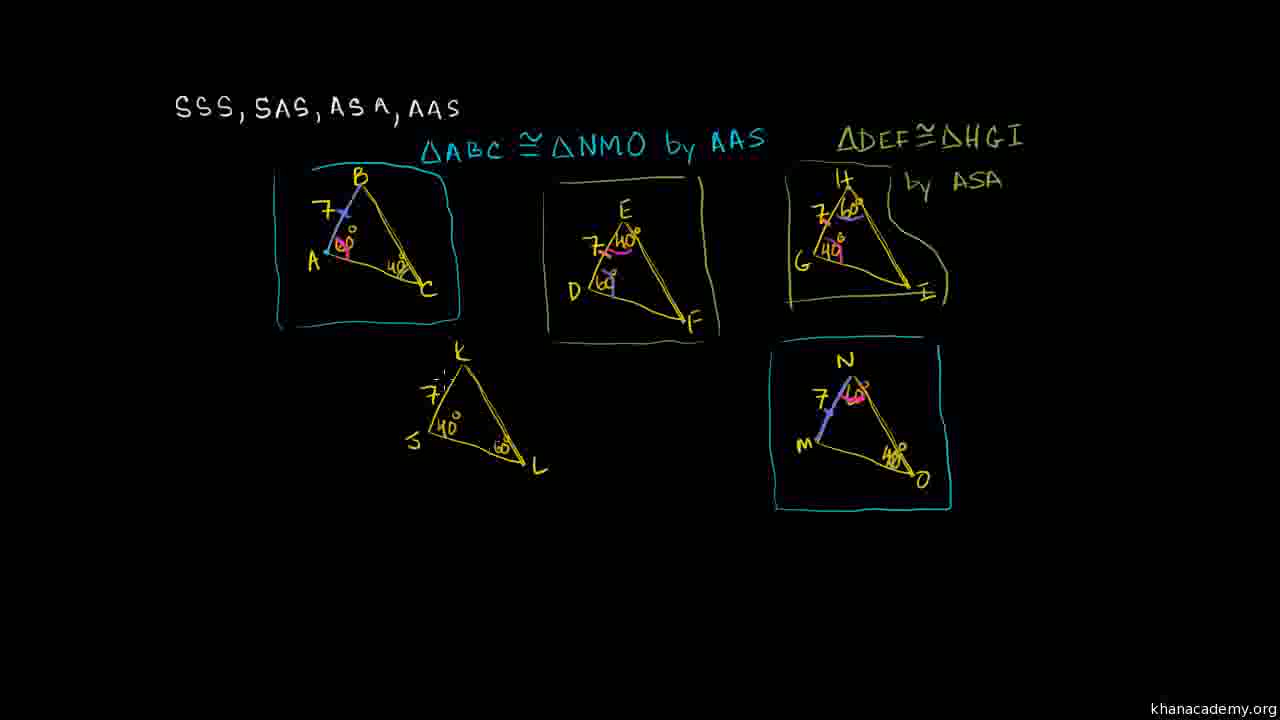 SSS, SAS, ASA, AAS
△ABC ≅ △NMO by AAS
△DEF ≅ △HGI
by ASA
B
7
A
60°
40°
C
E
7
40°
D
60°
F
H
7
60°
G
40°
I
K
7
J
40°
60°
L
N
7
60°
M
40°
O
khanacademy.org